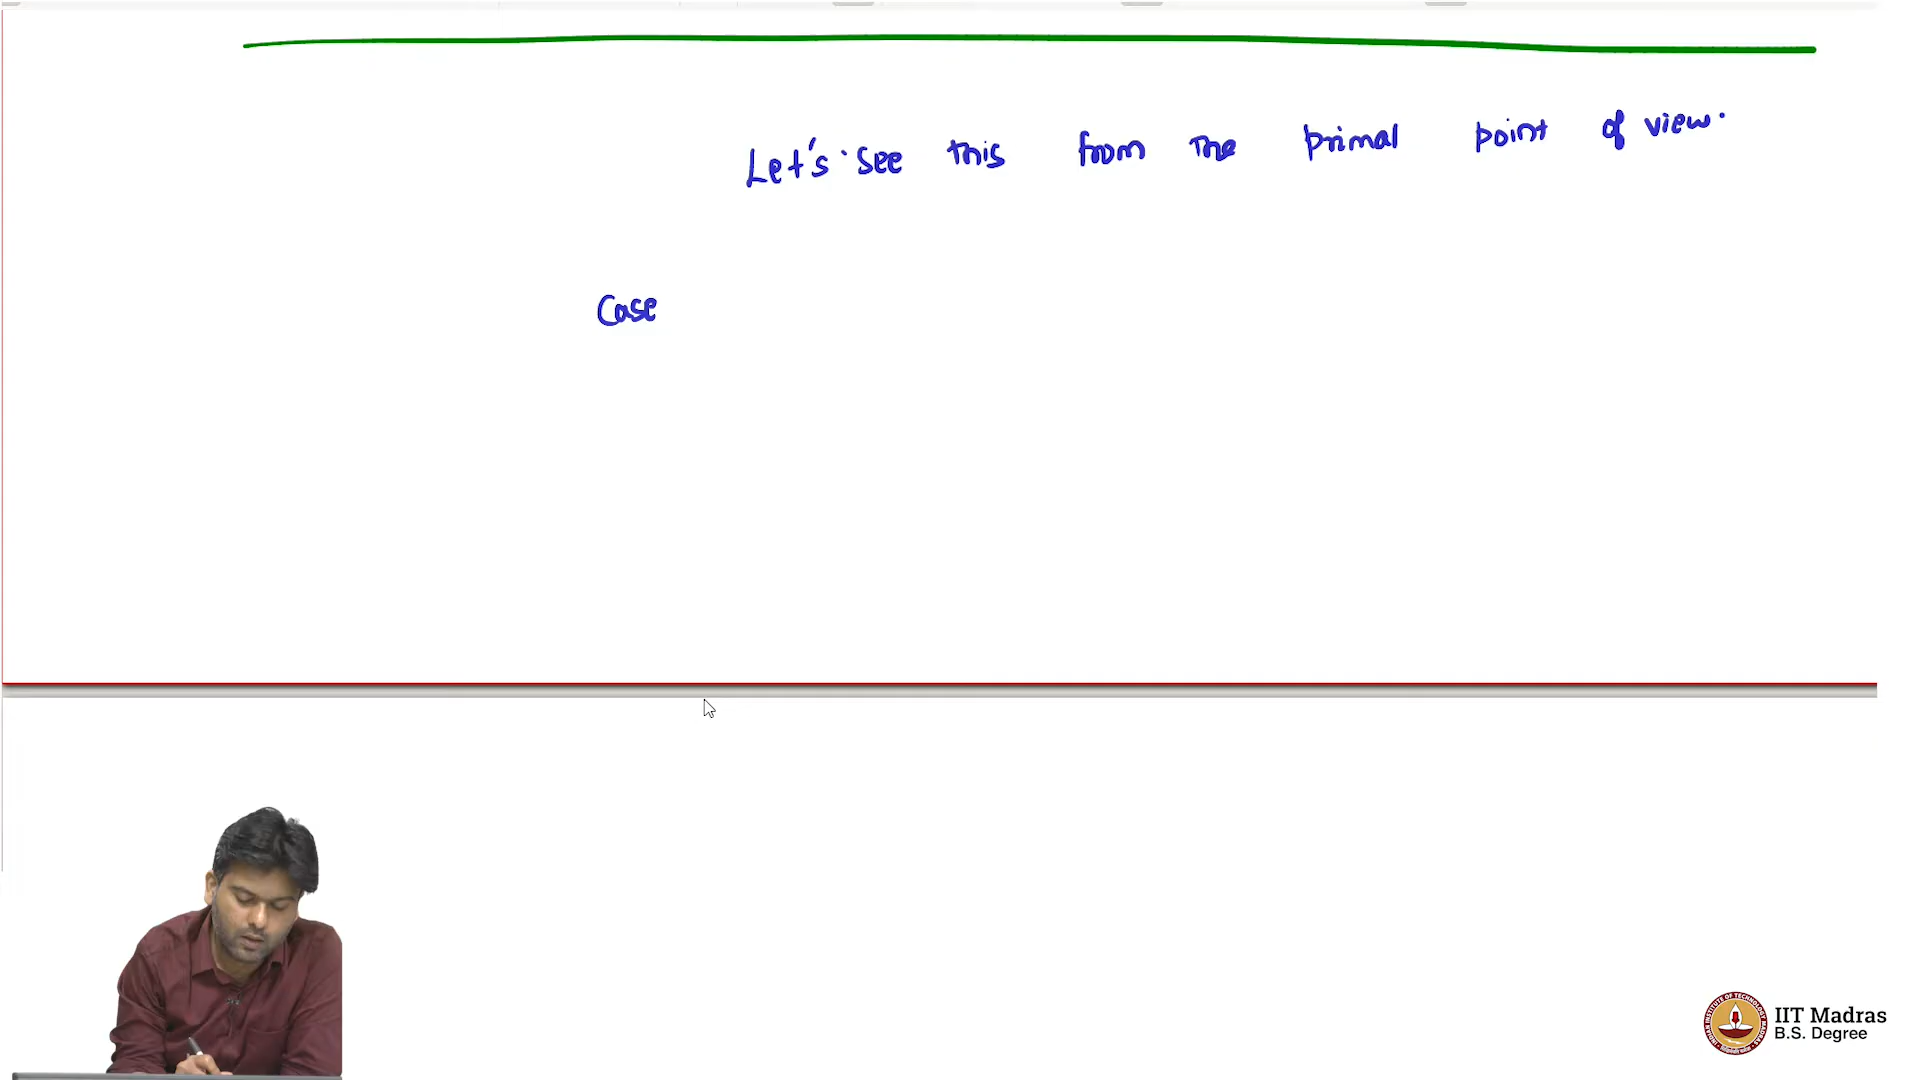 Let's see this from the primal point of view.
Case
IIT Madras
B.S. Degree